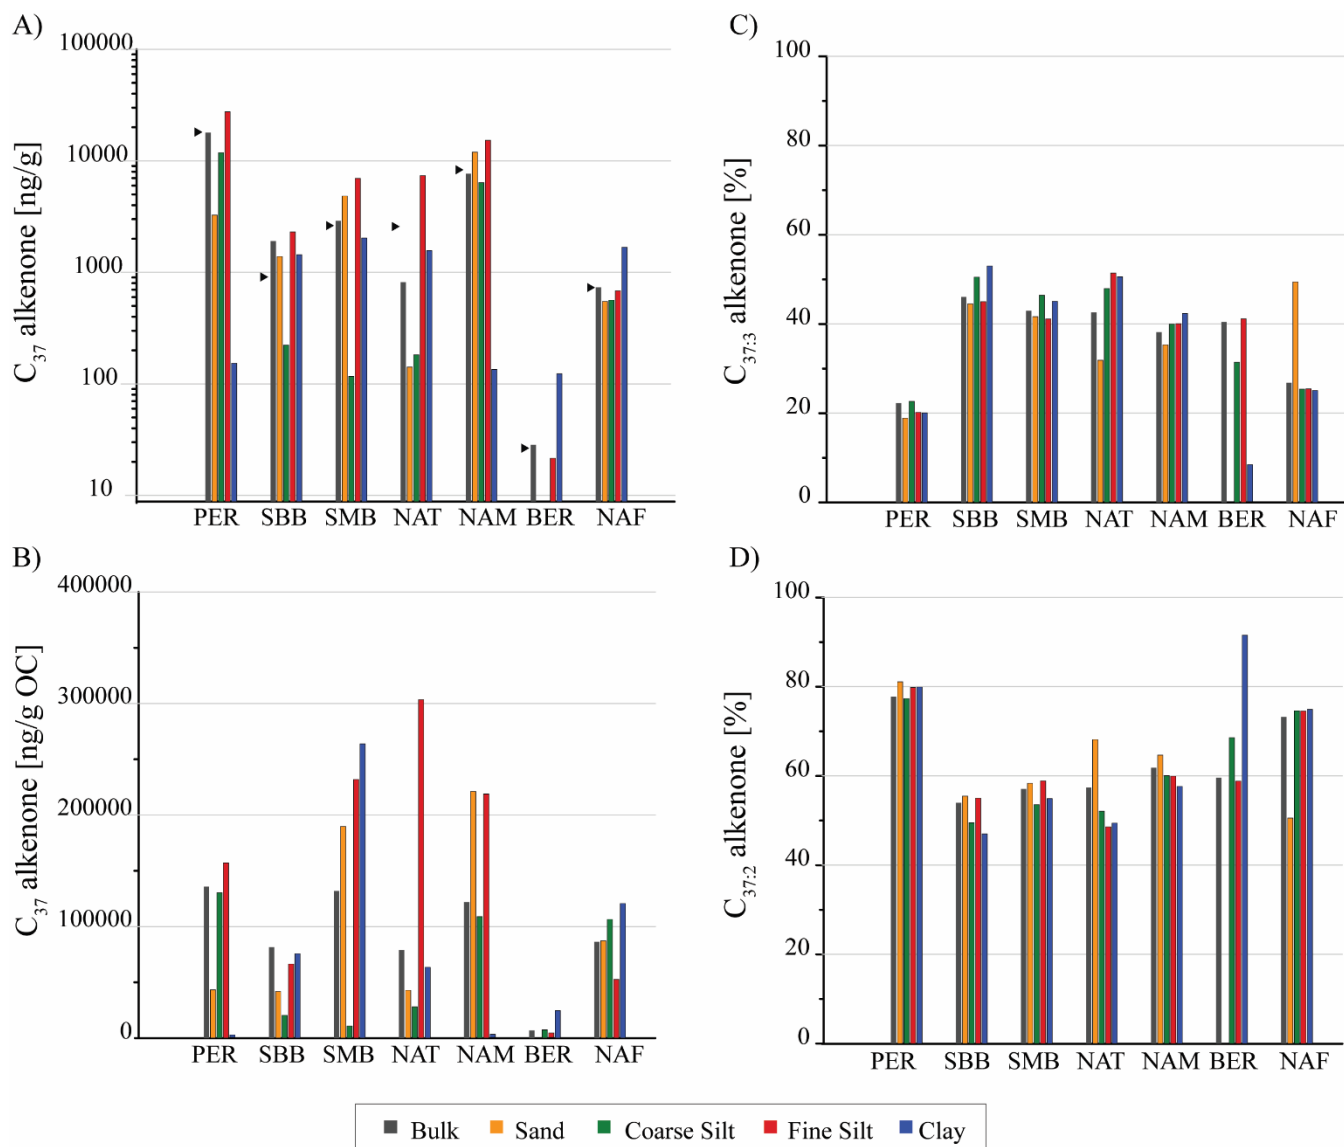 A)
100000
10000
1000
100
10
C37 alkenone [ng/g]
PER SBB SMB NAT NAM BER NAF
B)
400000
300000
200000
100000
0
C37 alkenone [ng/g OC]
PER SBB SMB NAT NAM BER NAF
C)
100
80
60
40
20
0
C37:3 alkenone [%]
PER SBB SMB NAT NAM BER NAF
D)
100
80
60
40
20
0
C37:2 alkenone [%]
PER SBB SMB NAT NAM BER NAF
Bulk Sand Coarse Silt Fine Silt Clay